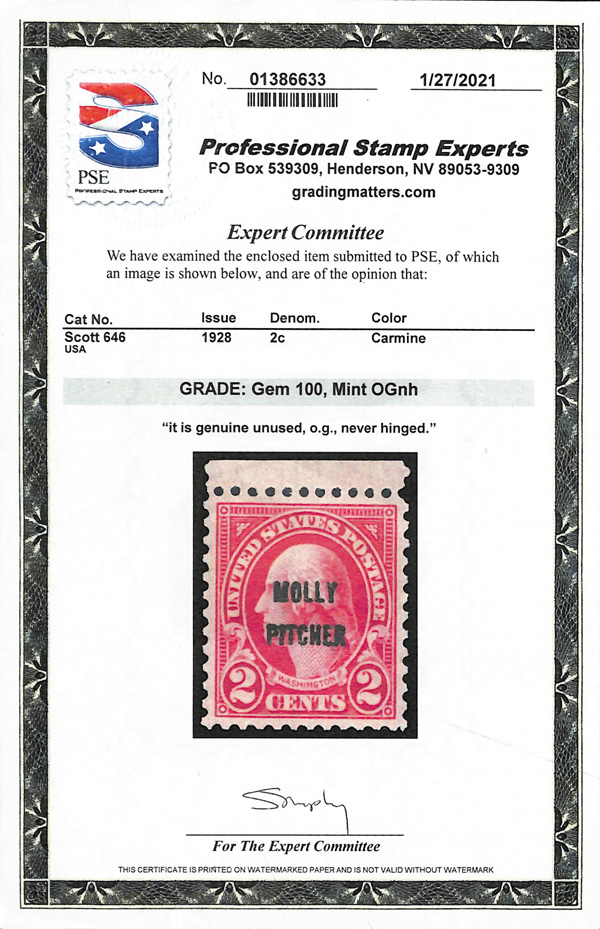 No. 01386633 1/27/2021
PSE
PROFESSIONAL STAMP EXPERTS
Professional Stamp Experts
PO Box 539309, Henderson, NV 89053-9309
gradingmatters.com
Expert Committee
We have examined the enclosed item submitted to PSE, of which
an image is shown below, and are of the opinion that:
Cat No. Issue Denom. Color
Scott 646 1928 2c Carmine
USA
GRADE: Gem 100, Mint OGnh
“it is genuine unused, o.g., never hinged.”
UNITED STATES POSTAGE
MOLLY
PITCHER
WASHINGTON
2 CENTS 2
For The Expert Committee
THIS CERTIFICATE IS PRINTED ON WATERMARKED PAPER AND IS NOT VALID WITHOUT WATERMARK